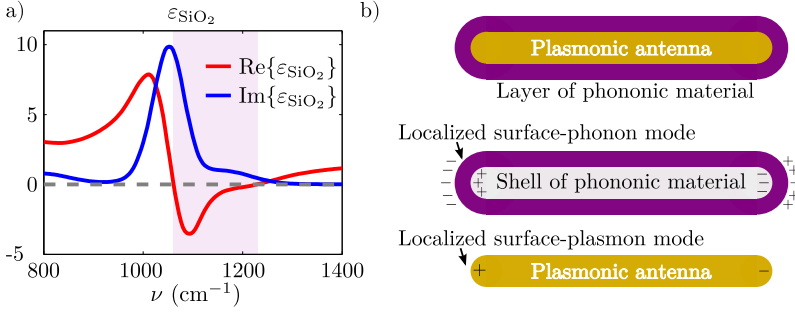 a)
ε_SiO₂
10
5
0
-5
800
1000
1200
1400
ν (cm⁻¹)
Re{ε_SiO₂}
Im{ε_SiO₂}
b)
Plasmonic antenna
Layer of phononic material
Localized surface-phonon mode
Shell of phononic material
Localized surface-plasmon mode
+ Plasmonic antenna −